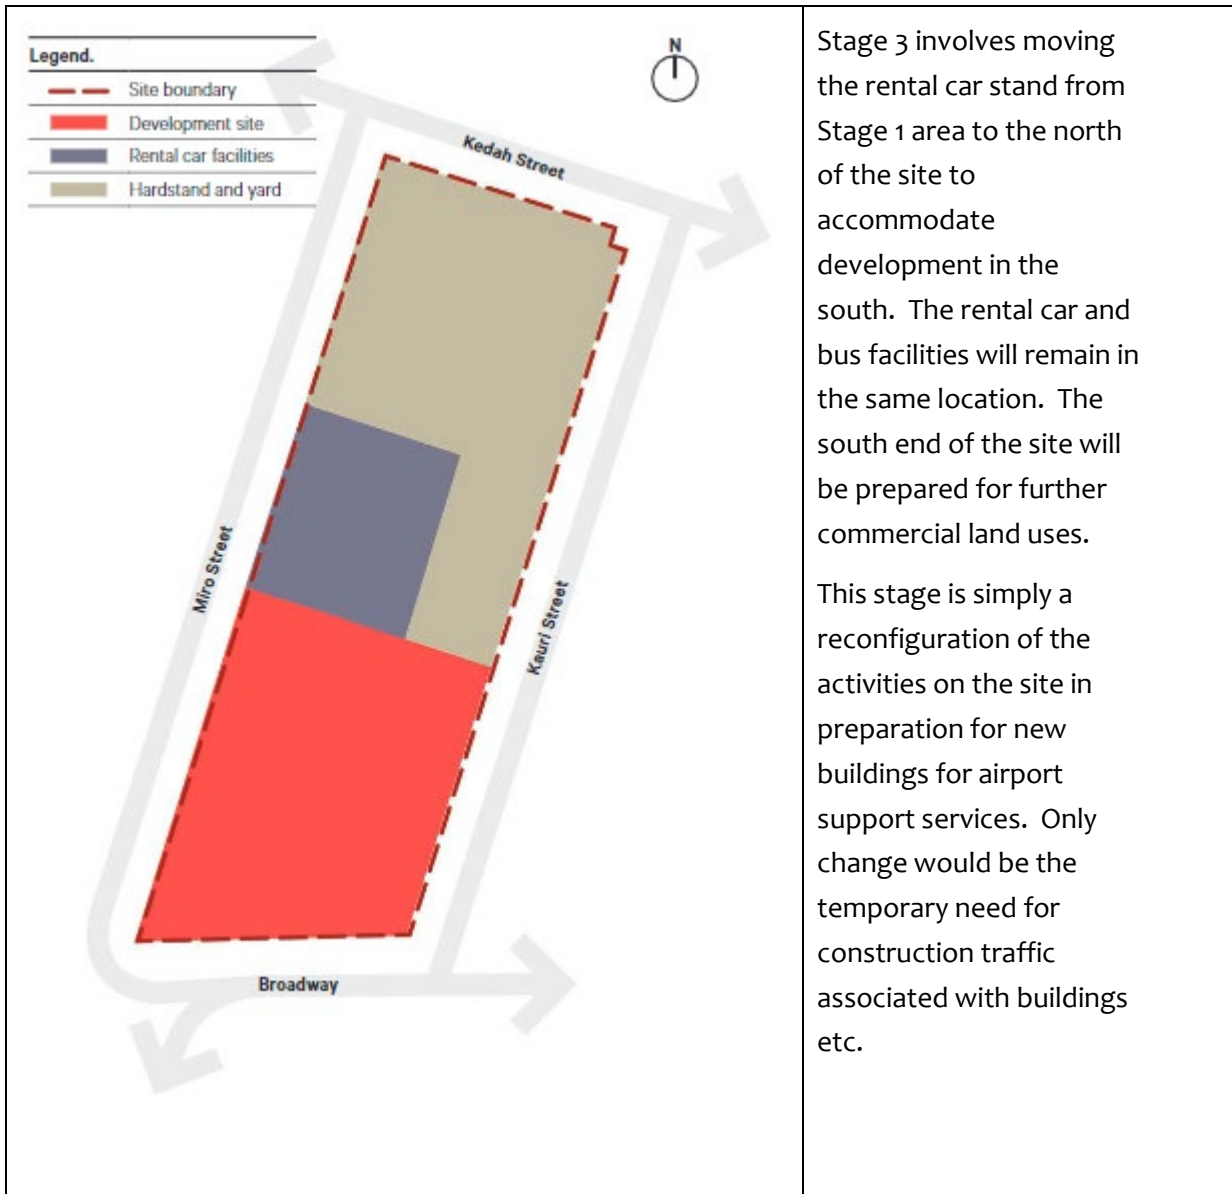 Legend.
Site boundary
Development site
Rental car facilities
Hardstand and yard
N
Kedah Street
Miro Street
Kauri Street
Broadway
Stage 3 involves moving
the rental car stand from
Stage 1 area to the north
of the site to
accommodate
development in the
south. The rental car and
bus facilities will remain in
the same location. The
south end of the site will
be prepared for further
commercial land uses.
This stage is simply a
reconfiguration of the
activities on the site in
preparation for new
buildings for airport
support services. Only
change would be the
temporary need for
construction traffic
associated with buildings
etc.